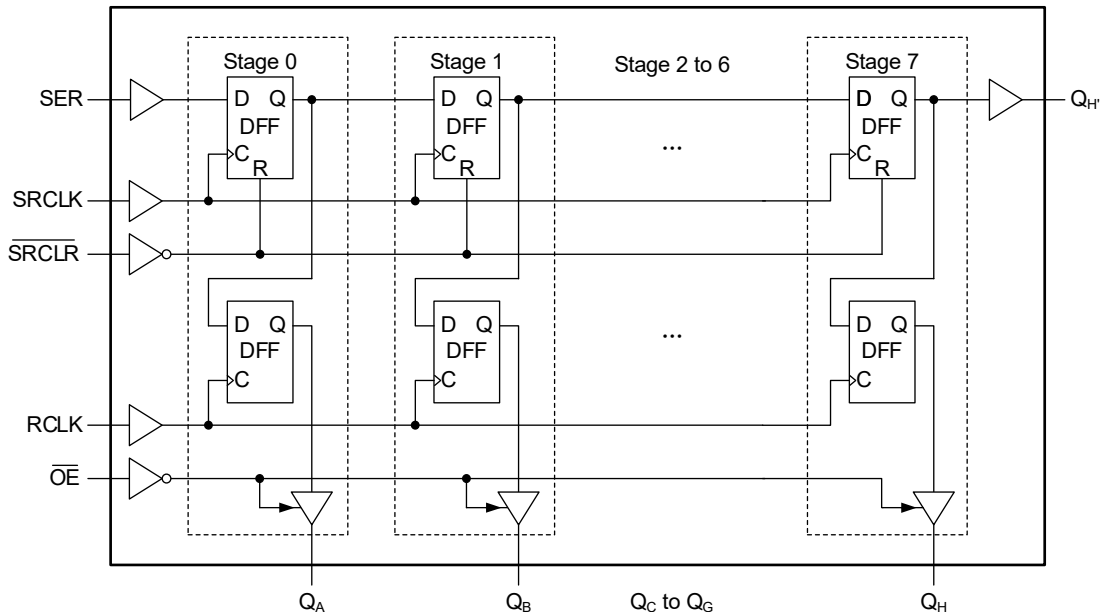 Stage 0
Stage 1
Stage 2 to 6
Stage 7
SER
D Q
DFF
C
R
D Q
DFF
C
R
...
D Q
DFF
C
R
QH'
SRCLK
SRCLR
D Q
DFF
C
D Q
DFF
C
...
D Q
DFF
C
RCLK
OE
QA
QB
QC to QG
QH